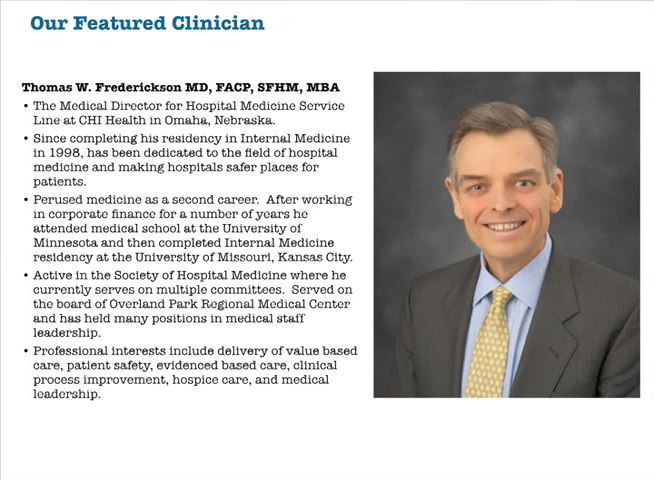 Our Featured Clinician
Thomas W. Frederickson MD, FACP, SFHM, MBA
• The Medical Director for Hospital Medicine Service
Line at CHI Health in Omaha, Nebraska.
• Since completing his residency in Internal Medicine
in 1998, has been dedicated to the field of hospital
medicine and making hospitals safer places for
patients.
• Perused medicine as a second career.  After working
in corporate finance for a number of years he
attended medical school at the University of
Minnesota and then completed Internal Medicine
residency at the University of Missouri, Kansas City.
• Active in the Society of Hospital Medicine where he
currently serves on multiple committees.  Served on
the board of Overland Park Regional Medical Center
and has held many positions in medical staff
leadership.
• Professional interests include delivery of value based
care, patient safety, evidenced based care, clinical
process improvement, hospice care, and medical
leadership.